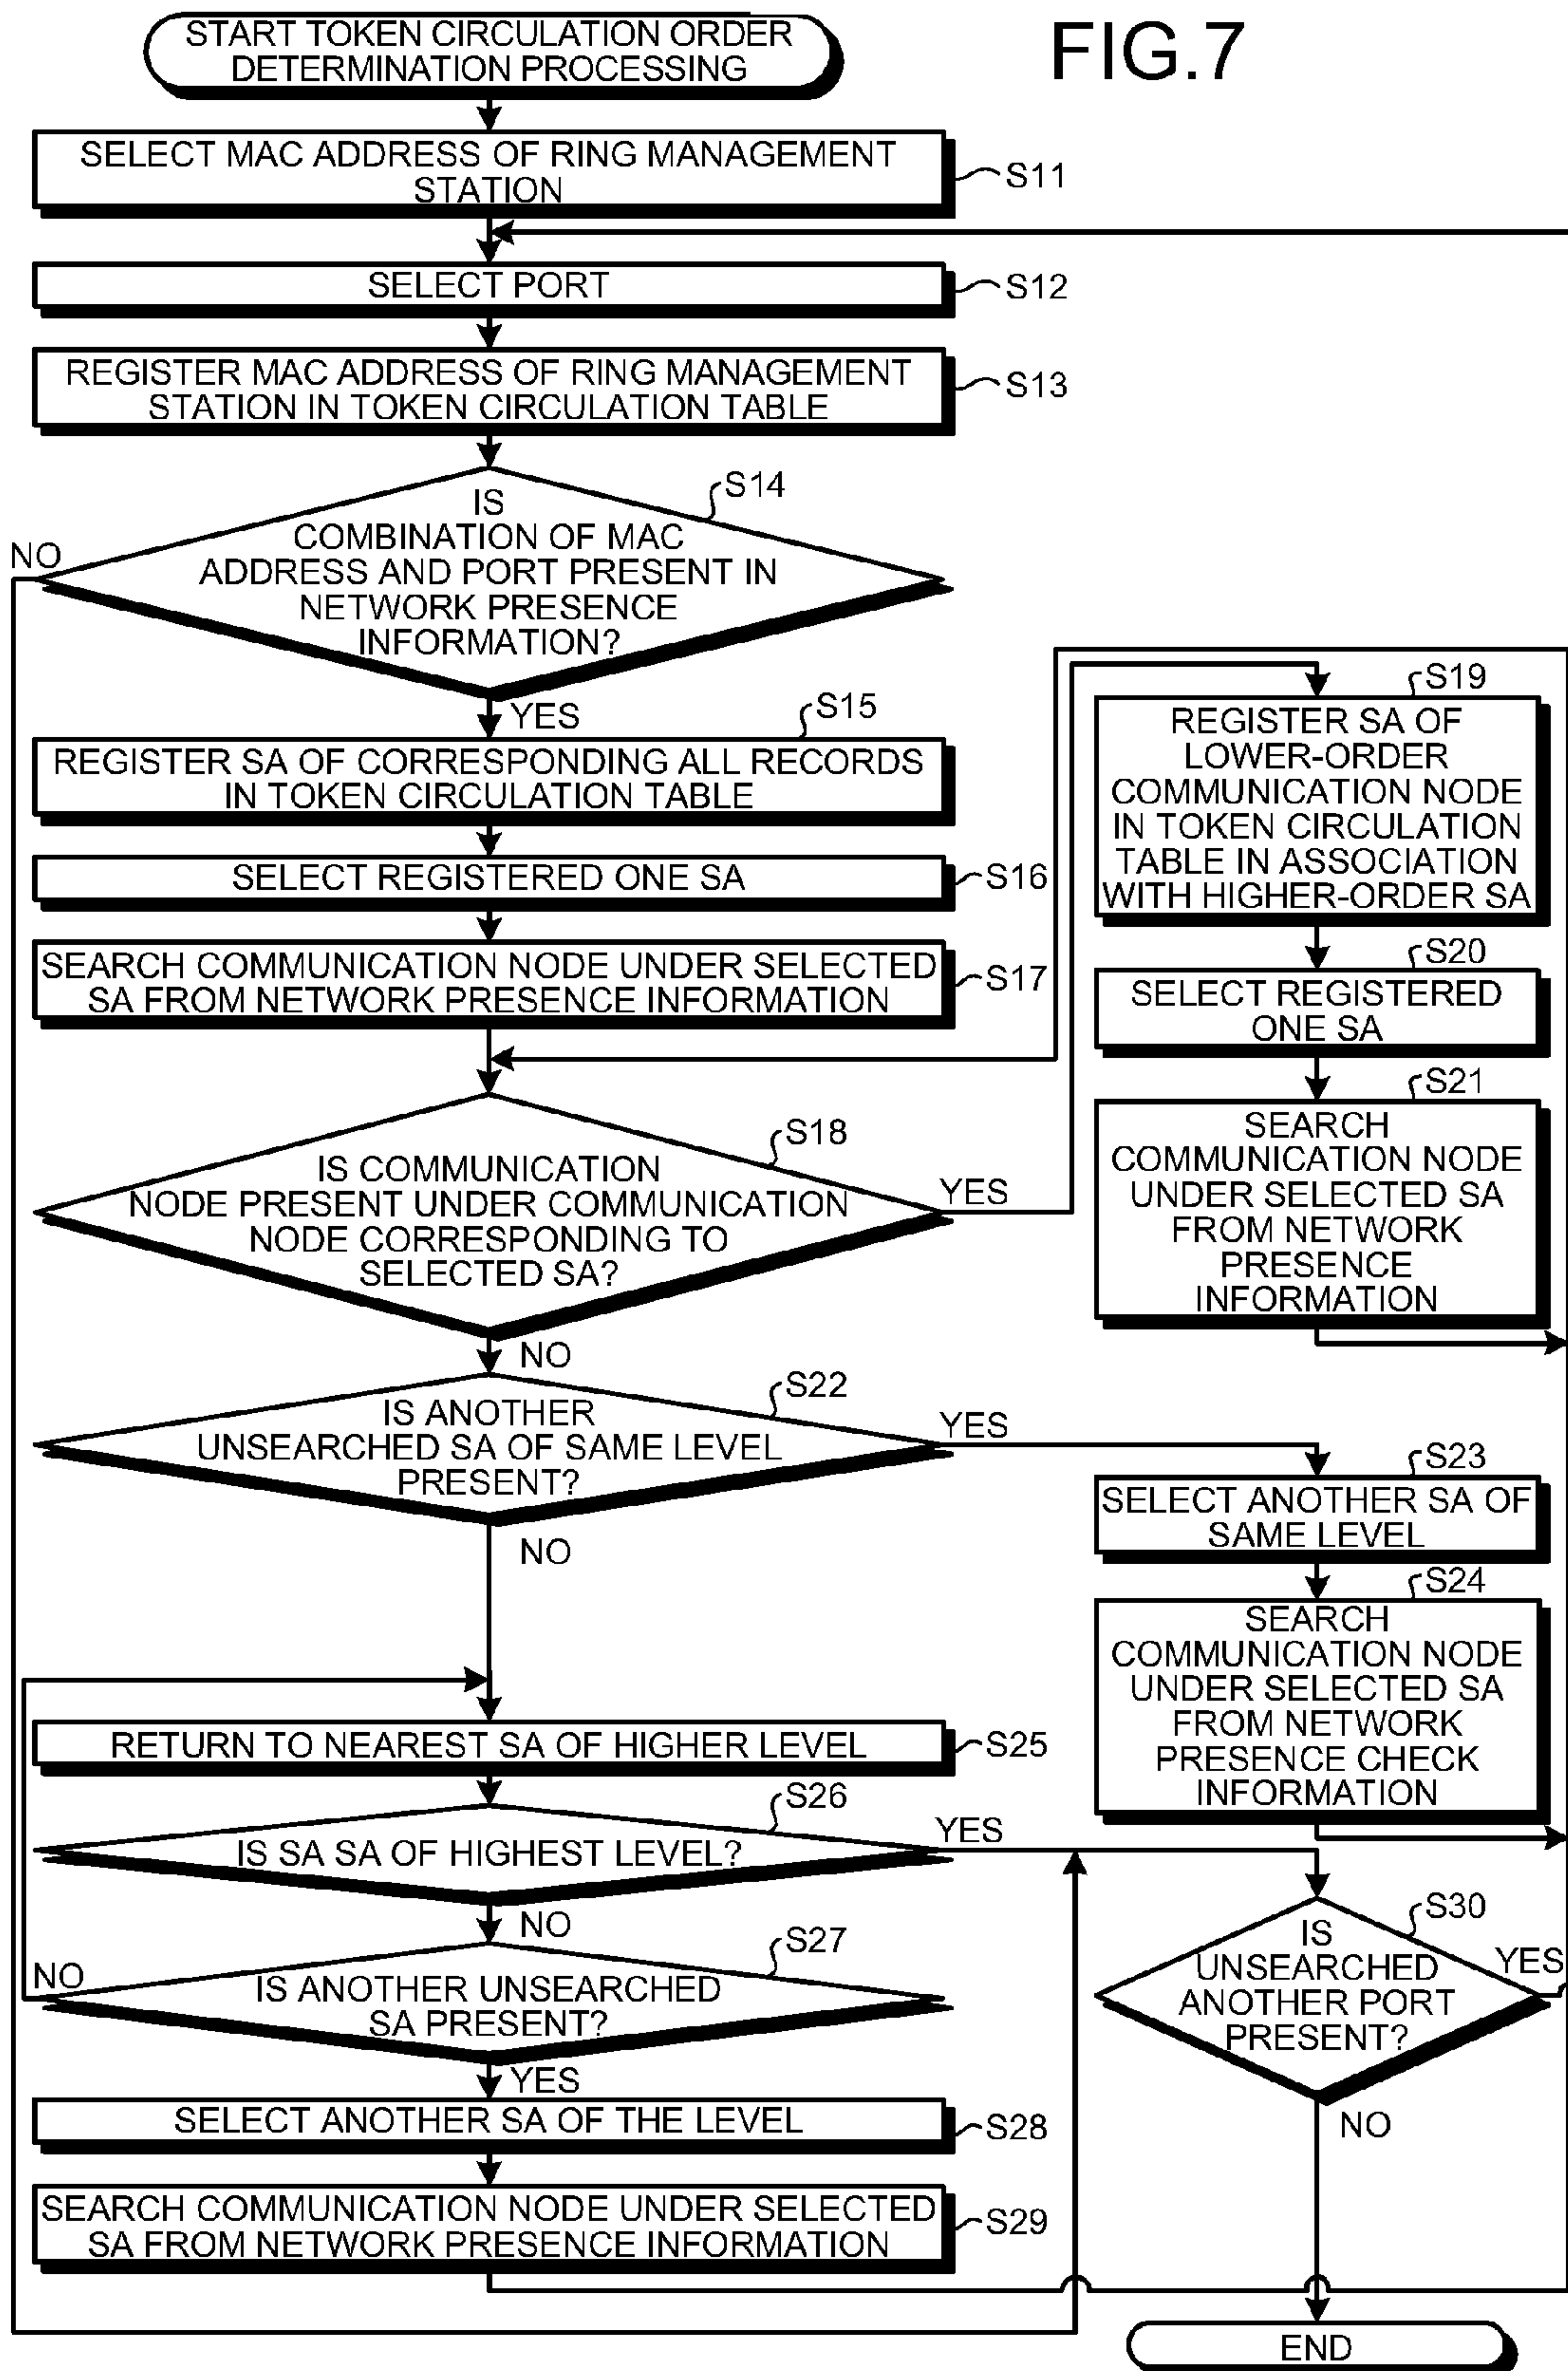 FIG.7
START TOKEN CIRCULATION ORDER
DETERMINATION PROCESSING
SELECT MAC ADDRESS OF RING MANAGEMENT
STATION
S11
SELECT PORT
S12
REGISTER MAC ADDRESS OF RING MANAGEMENT
STATION IN TOKEN CIRCULATION TABLE
S13
S14
IS
COMBINATION OF MAC
ADDRESS AND PORT PRESENT IN
NETWORK PRESENCE
INFORMATION?
NO
YES
S15
REGISTER SA OF CORRESPONDING ALL RECORDS
IN TOKEN CIRCULATION TABLE
SELECT REGISTERED ONE SA
S16
SEARCH COMMUNICATION NODE UNDER SELECTED
SA FROM NETWORK PRESENCE INFORMATION
S17
S18
IS COMMUNICATION
NODE PRESENT UNDER COMMUNICATION
NODE CORRESPONDING TO
SELECTED SA?
YES
NO
S19
REGISTER SA OF
LOWER-ORDER
COMMUNICATION NODE
IN TOKEN CIRCULATION
TABLE IN ASSOCIATION
WITH HIGHER-ORDER SA
S20
SELECT REGISTERED
ONE SA
S21
SEARCH
COMMUNICATION NODE
UNDER SELECTED SA
FROM NETWORK
PRESENCE
INFORMATION
S22
IS ANOTHER
UNSEARCHED SA OF SAME LEVEL
PRESENT?
YES
NO
S23
SELECT ANOTHER SA OF
SAME LEVEL
S24
SEARCH
COMMUNICATION NODE
UNDER SELECTED SA
FROM NETWORK
PRESENCE CHECK
INFORMATION
RETURN TO NEAREST SA OF HIGHER LEVEL
S25
S26
IS SA SA OF HIGHEST LEVEL?
YES
NO
S27
IS ANOTHER UNSEARCHED
SA PRESENT?
NO
YES
SELECT ANOTHER SA OF THE LEVEL
S28
SEARCH COMMUNICATION NODE UNDER SELECTED
SA FROM NETWORK PRESENCE INFORMATION
S29
S30
IS
UNSEARCHED
ANOTHER PORT
PRESENT?
YES
NO
END